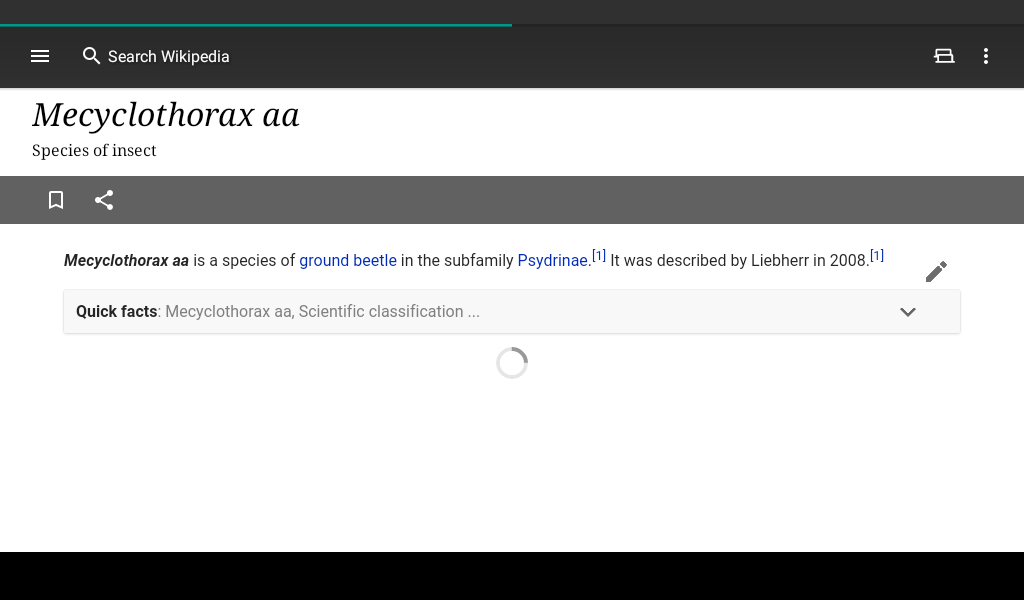 Search Wikipedia
Mecyclothorax aa
Species of insect
Mecyclothorax aa is a species of ground beetle in the subfamily Psydrinae.[1] It was described by Liebherr in 2008.[1]
Quick facts: Mecyclothorax aa, Scientific classification ...